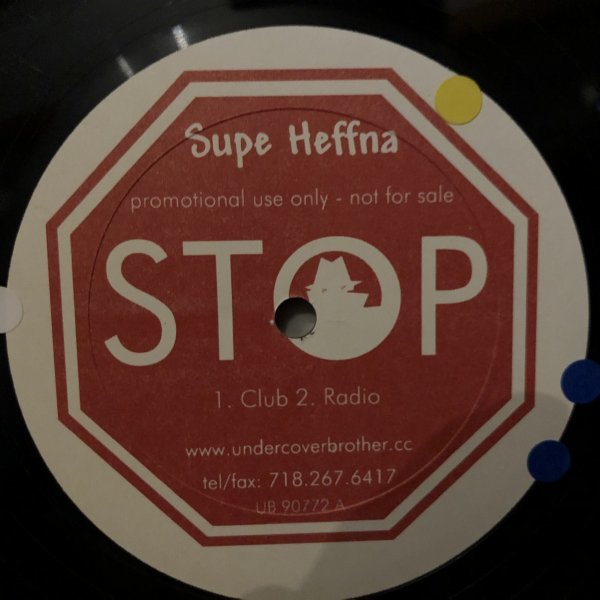 Supe Heffna
promotional use only - not for sale
STOP
1. Club 2. Radio
www.undercoverbrother.cc
tel/fax: 718.267.6417
UB 90772 A